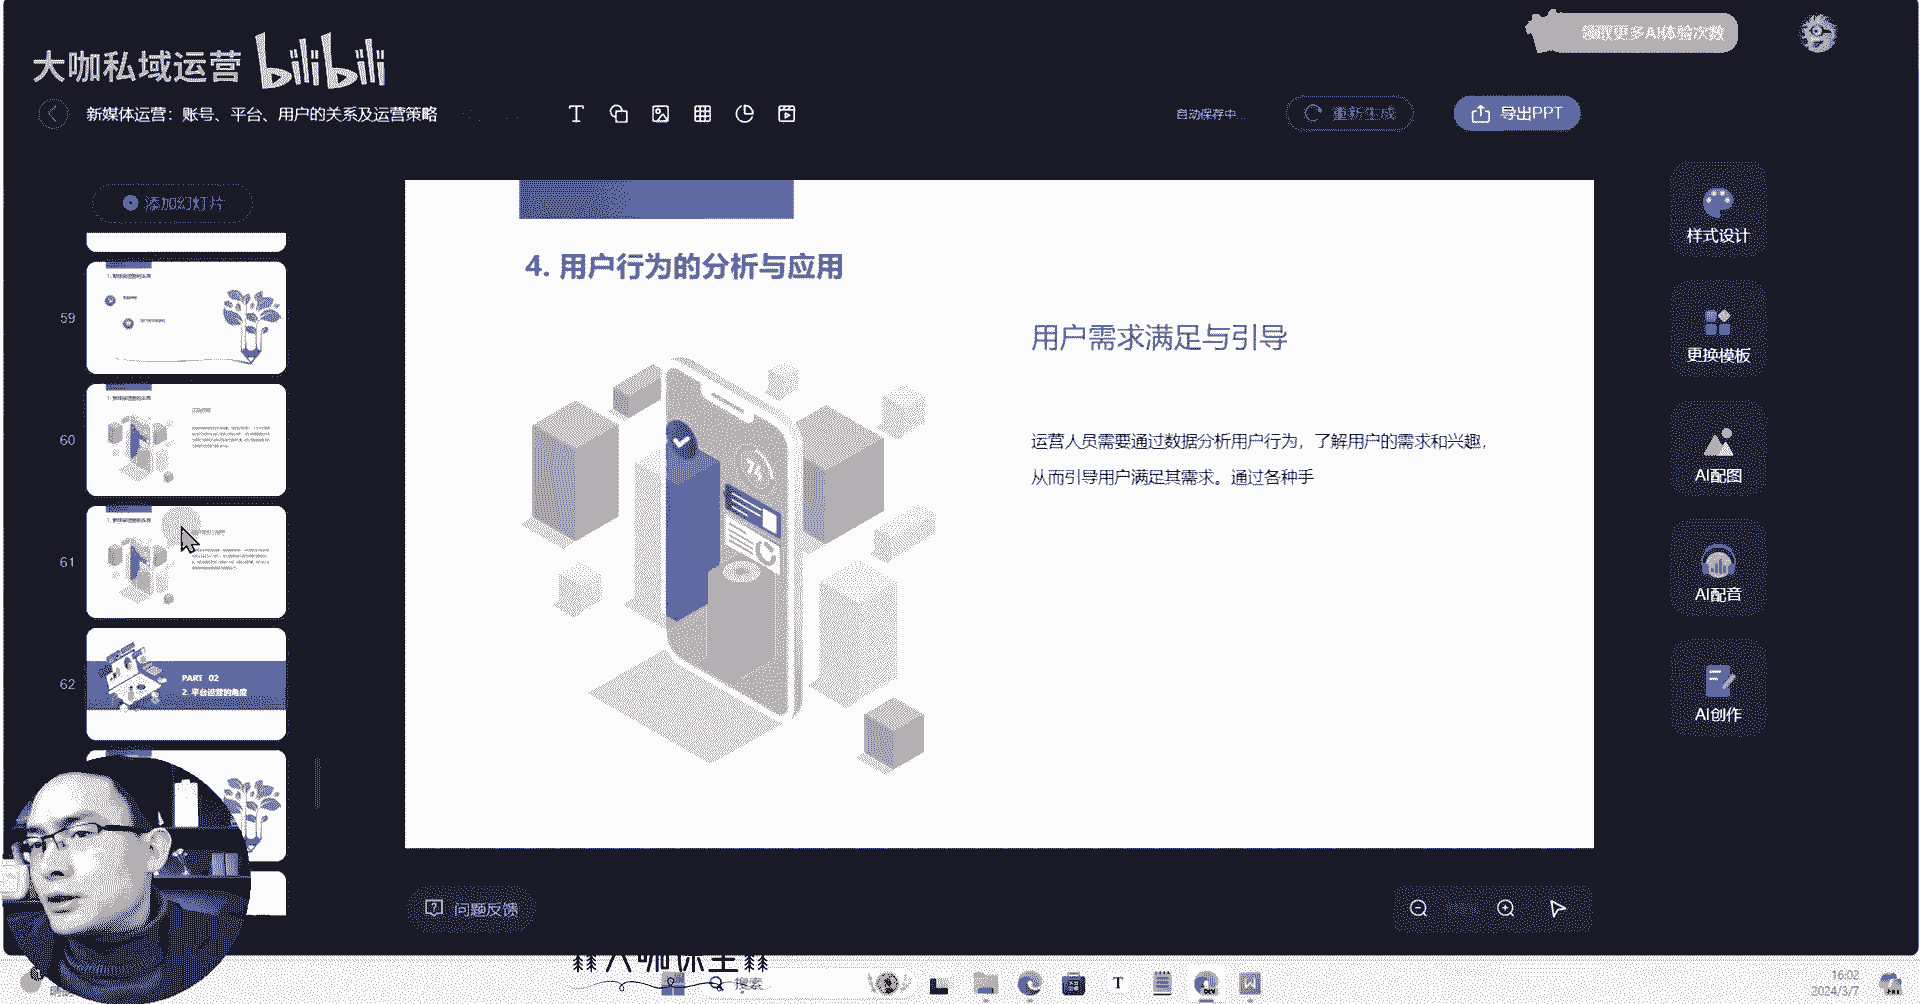 领取更多AI体验次数
大咖私域运营 bilibili
新媒体运营：账号、平台、用户的关系及运营策略
自动保存中...
重新生成
导出PPT
添加幻灯片
样式设计
4. 用户行为的分析与应用
用户需求满足与引导
更换模板
运营人员需要通过数据分析用户行为，了解用户的需求和兴趣，
从而引导用户满足其需求。通过各种手
AI配图
AI配音
AI创作
59
60
61
62
PART 02
2. 平台运营的角度
问题反馈
大咖课堂
搜索
16:02
2024/3/7